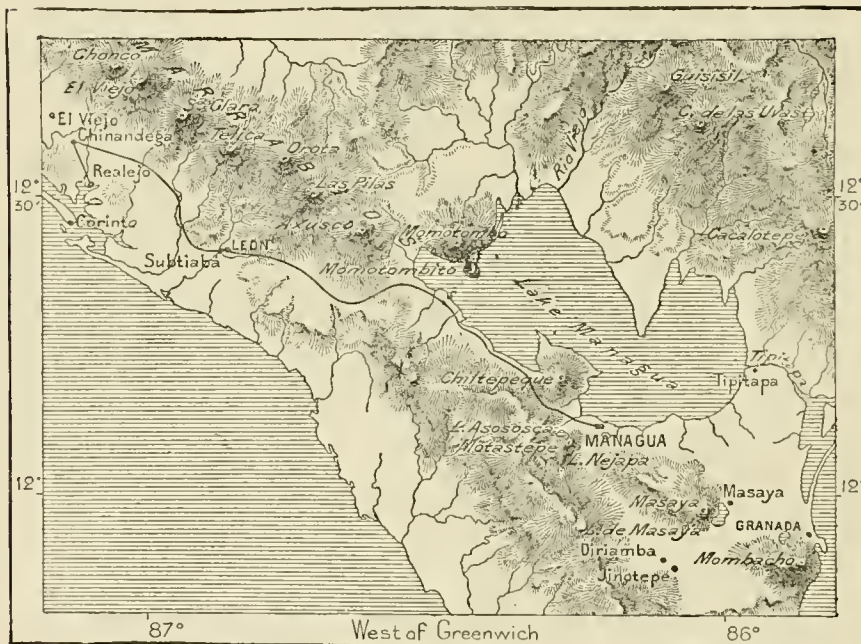 Chonco
El Viejo
MARRABIOS
S. Clara
El Viejo
Chinandega
Telica
Orota
Realejo
Las Pilas
Axusco
Corinto
LEON
Subtiaba
Momotombo
Momotombito
Rio Viejo
Guisisil
C. de las Uvas
Cacalotepe
12°
30'
12°
30'
Lake Managua
Chiltepeque
Tipitapa
Tipitapa
L. Asososca
Motastepe
MANAGUA
L. Nejapa
12°
12°
Masaya
Masaya
L. de Masaya
GRANADA
Diriamba
Jinotepe
Mombacho
87°
West of Greenwich
86°